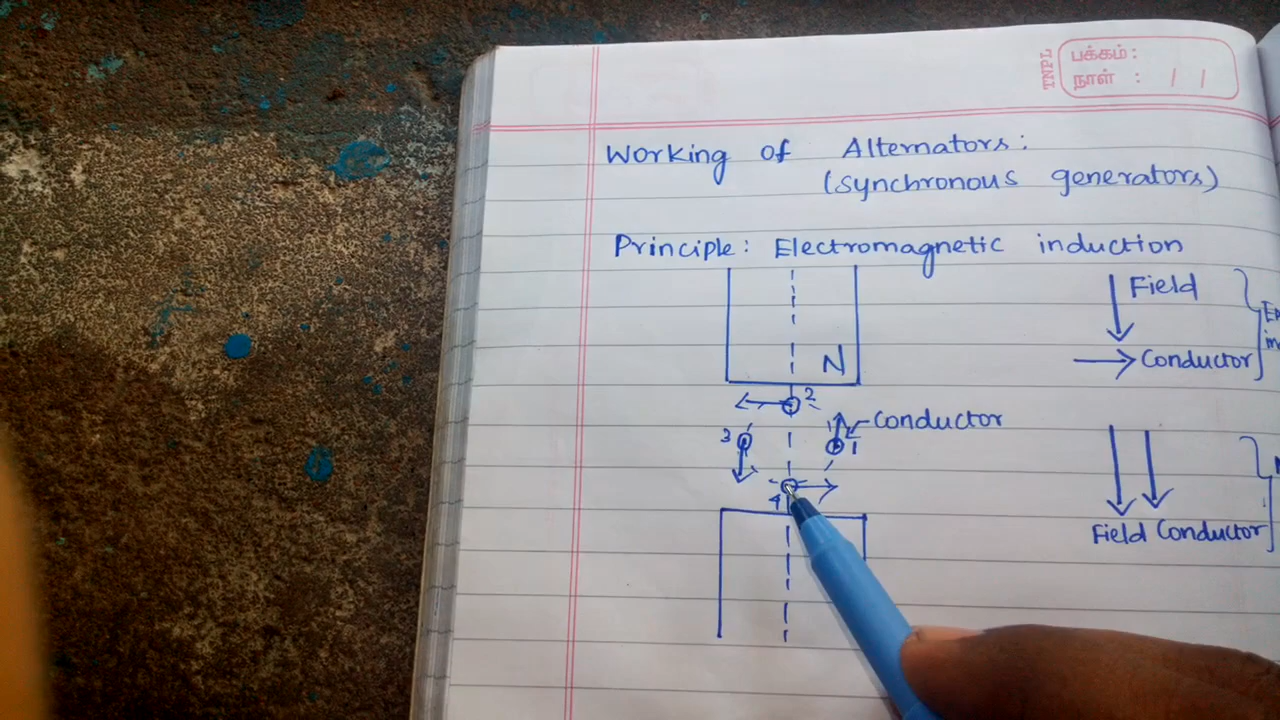 TNPL
பக்கம்:
நாள் : / /
Working of Alternators:
(synchronous generators)
Principle: Electromagnetic induction
Field
Conductor
N
2
Conductor
3
1
4
Field Conductor